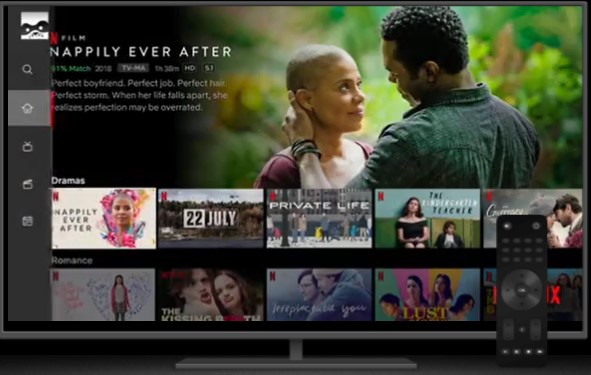 N FILM
NAPPILY EVER AFTER
91% Match 2018 TV-MA 1h 38m HD 5.1
Perfect boyfriend. Perfect job. Perfect hair.
Perfect storm. When her life falls apart, she
realizes perfection may be overrated.
Dramas
NAPPILY
EVER
AFTER
22 JULY
PRIVATE LIFE
THE
KINDERGARTEN
TEACHER
Romance
THE
KISSING BOOTH
Irreplaceable you
LUST